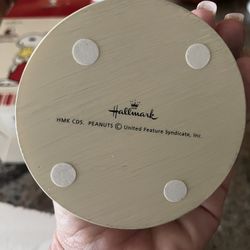 Hallmark
HMK CDS. PEANUTS © United Feature Syndicate, Inc.